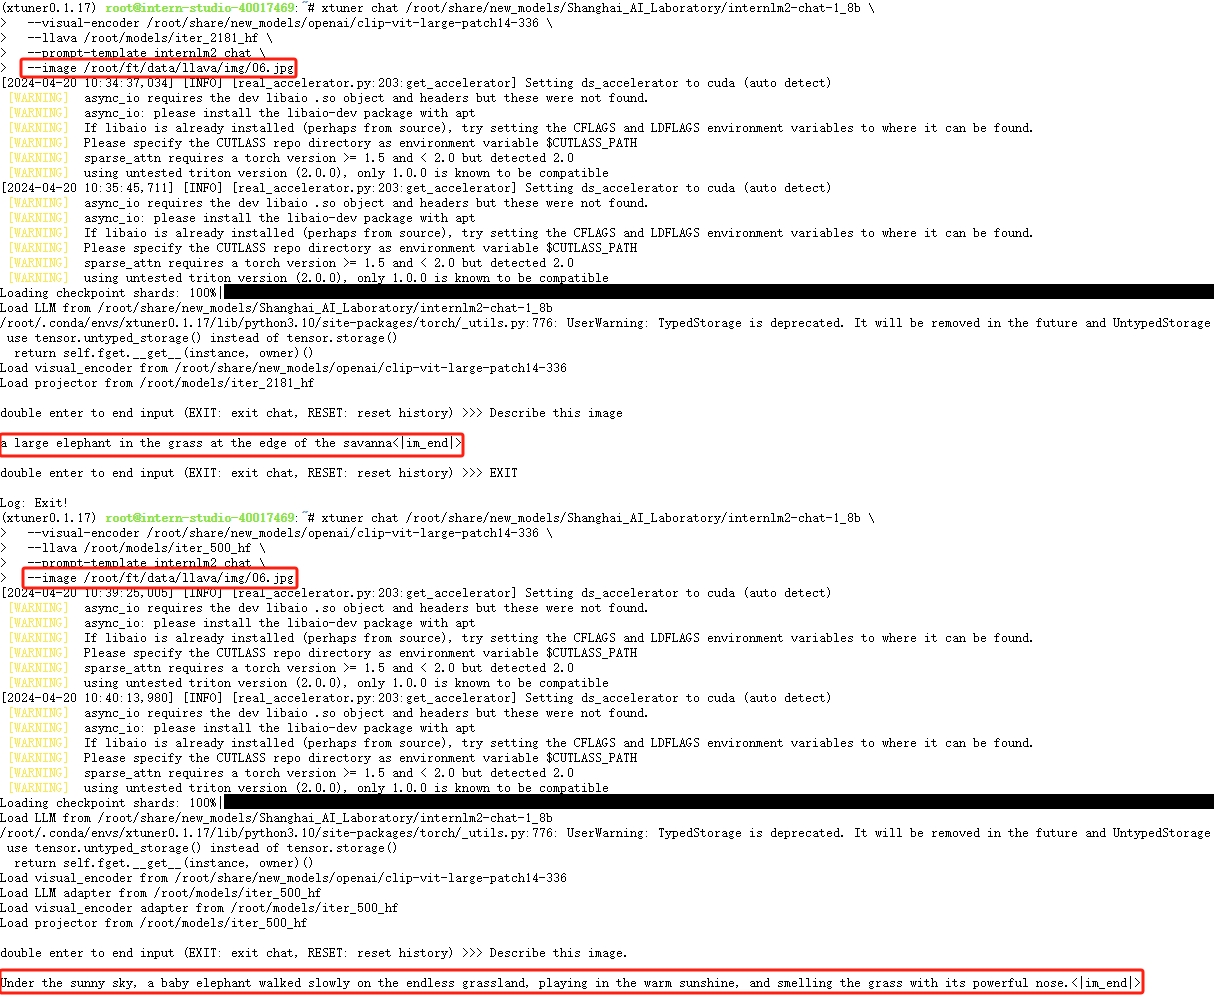 (xtuner0.1.17) root@intern-studio-40017469:~# xtuner chat /root/share/new_models/Shanghai_AI_Laboratory/internlm2-chat-1_8b \
>   --visual-encoder /root/share/new_models/openai/clip-vit-large-patch14-336 \
>   --llava /root/models/iter_2181_hf \
>   --prompt-template internlm2_chat \
>   --image /root/ft/data/llava/img/06.jpg
[2024-04-20 10:34:37,034] [INFO] [real_accelerator.py:203:get_accelerator] Setting ds_accelerator to cuda (auto detect)
[WARNING]  async_io requires the dev libaio .so object and headers but these were not found.
[WARNING]  async_io: please install the libaio-dev package with apt
[WARNING]  If libaio is already installed (perhaps from source), try setting the CFLAGS and LDFLAGS environment variables to where it can be found.
[WARNING]  Please specify the CUTLASS repo directory as environment variable $CUTLASS_PATH
[WARNING]  sparse_attn requires a torch version >= 1.5 and < 2.0 but detected 2.0
[WARNING]  using untested triton version (2.0.0), only 1.0.0 is known to be compatible
[2024-04-20 10:35:45,711] [INFO] [real_accelerator.py:203:get_accelerator] Setting ds_accelerator to cuda (auto detect)
[WARNING]  async_io requires the dev libaio .so object and headers but these were not found.
[WARNING]  async_io: please install the libaio-dev package with apt
[WARNING]  If libaio is already installed (perhaps from source), try setting the CFLAGS and LDFLAGS environment variables to where it can be found.
[WARNING]  Please specify the CUTLASS repo directory as environment variable $CUTLASS_PATH
[WARNING]  sparse_attn requires a torch version >= 1.5 and < 2.0 but detected 2.0
[WARNING]  using untested triton version (2.0.0), only 1.0.0 is known to be compatible
Loading checkpoint shards: 100%|
Load LLM from /root/share/new_models/Shanghai_AI_Laboratory/internlm2-chat-1_8b
/root/.conda/envs/xtuner0.1.17/lib/python3.10/site-packages/torch/_utils.py:776: UserWarning: TypedStorage is deprecated. It will be removed in the future and UntypedStorage
use tensor.untyped_storage() instead of tensor.storage()
return self.fget.__get__(instance, owner)()
Load visual_encoder from /root/share/new_models/openai/clip-vit-large-patch14-336
Load projector from /root/models/iter_2181_hf
double enter to end input (EXIT: exit chat, RESET: reset history) >>> Describe this image
a large elephant in the grass at the edge of the savanna<|im_end|>
double enter to end input (EXIT: exit chat, RESET: reset history) >>> EXIT
Log: Exit!
(xtuner0.1.17) root@intern-studio-40017469:~# xtuner chat /root/share/new_models/Shanghai_AI_Laboratory/internlm2-chat-1_8b \
>   --visual-encoder /root/share/new_models/openai/clip-vit-large-patch14-336 \
>   --llava /root/models/iter_500_hf \
>   --prompt-template internlm2_chat \
>   --image /root/ft/data/llava/img/06.jpg
[2024-04-20 10:39:25,005] [INFO] [real_accelerator.py:203:get_accelerator] Setting ds_accelerator to cuda (auto detect)
[WARNING]  async_io requires the dev libaio .so object and headers but these were not found.
[WARNING]  async_io: please install the libaio-dev package with apt
[WARNING]  If libaio is already installed (perhaps from source), try setting the CFLAGS and LDFLAGS environment variables to where it can be found.
[WARNING]  Please specify the CUTLASS repo directory as environment variable $CUTLASS_PATH
[WARNING]  sparse_attn requires a torch version >= 1.5 and < 2.0 but detected 2.0
[WARNING]  using untested triton version (2.0.0), only 1.0.0 is known to be compatible
[2024-04-20 10:40:13,980] [INFO] [real_accelerator.py:203:get_accelerator] Setting ds_accelerator to cuda (auto detect)
[WARNING]  async_io requires the dev libaio .so object and headers but these were not found.
[WARNING]  async_io: please install the libaio-dev package with apt
[WARNING]  If libaio is already installed (perhaps from source), try setting the CFLAGS and LDFLAGS environment variables to where it can be found.
[WARNING]  Please specify the CUTLASS repo directory as environment variable $CUTLASS_PATH
[WARNING]  sparse_attn requires a torch version >= 1.5 and < 2.0 but detected 2.0
[WARNING]  using untested triton version (2.0.0), only 1.0.0 is known to be compatible
Loading checkpoint shards: 100%|
Load LLM from /root/share/new_models/Shanghai_AI_Laboratory/internlm2-chat-1_8b
/root/.conda/envs/xtuner0.1.17/lib/python3.10/site-packages/torch/_utils.py:776: UserWarning: TypedStorage is deprecated. It will be removed in the future and UntypedStorage
use tensor.untyped_storage() instead of tensor.storage()
return self.fget.__get__(instance, owner)()
Load visual_encoder from /root/share/new_models/openai/clip-vit-large-patch14-336
Load LLM adapter from /root/models/iter_500_hf
Load visual_encoder adapter from /root/models/iter_500_hf
Load projector from /root/models/iter_500_hf
double enter to end input (EXIT: exit chat, RESET: reset history) >>> Describe this image.
Under the sunny sky, a baby elephant walked slowly on the endless grassland, playing in the warm sunshine, and smelling the grass with its powerful nose.<|im_end|>